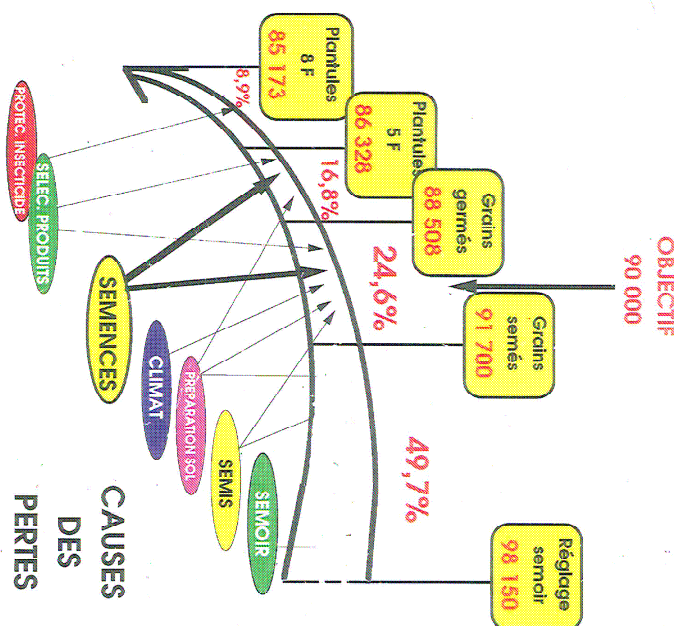 OBJECTIF
90 000
Réglage
semoir
98 150
Grains
semés
91 700
Grains
germés
88 508
Plantules
5 F
86 328
Plantules
8 F
85 173
49,7%
24,6%
16,8%
8,9%
SEMOIR
SEMIS
PREPARATION SOL
CLIMAT
SEMENCES
SELEC. PRODUITS
PROTEC. INSECTICIDE
CAUSES
DES
PERTES